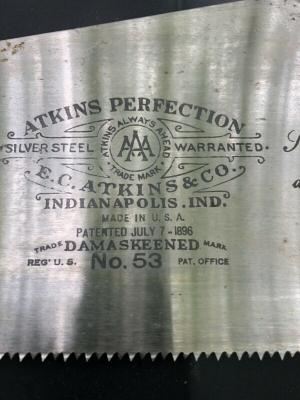 ATKINS PERFECTION
SILVER STEEL
ATKINS ALWAYS AHEAD
AAA
TRADE MARK
WARRANTED.
E.C. ATKINS & CO.
INDIANAPOLIS. IND.
MADE IN U.S.A.
PATENTED JULY 7-1896
TRADE DAMASKEENED MARK
REG' U.S. No. 53 PAT. OFFICE